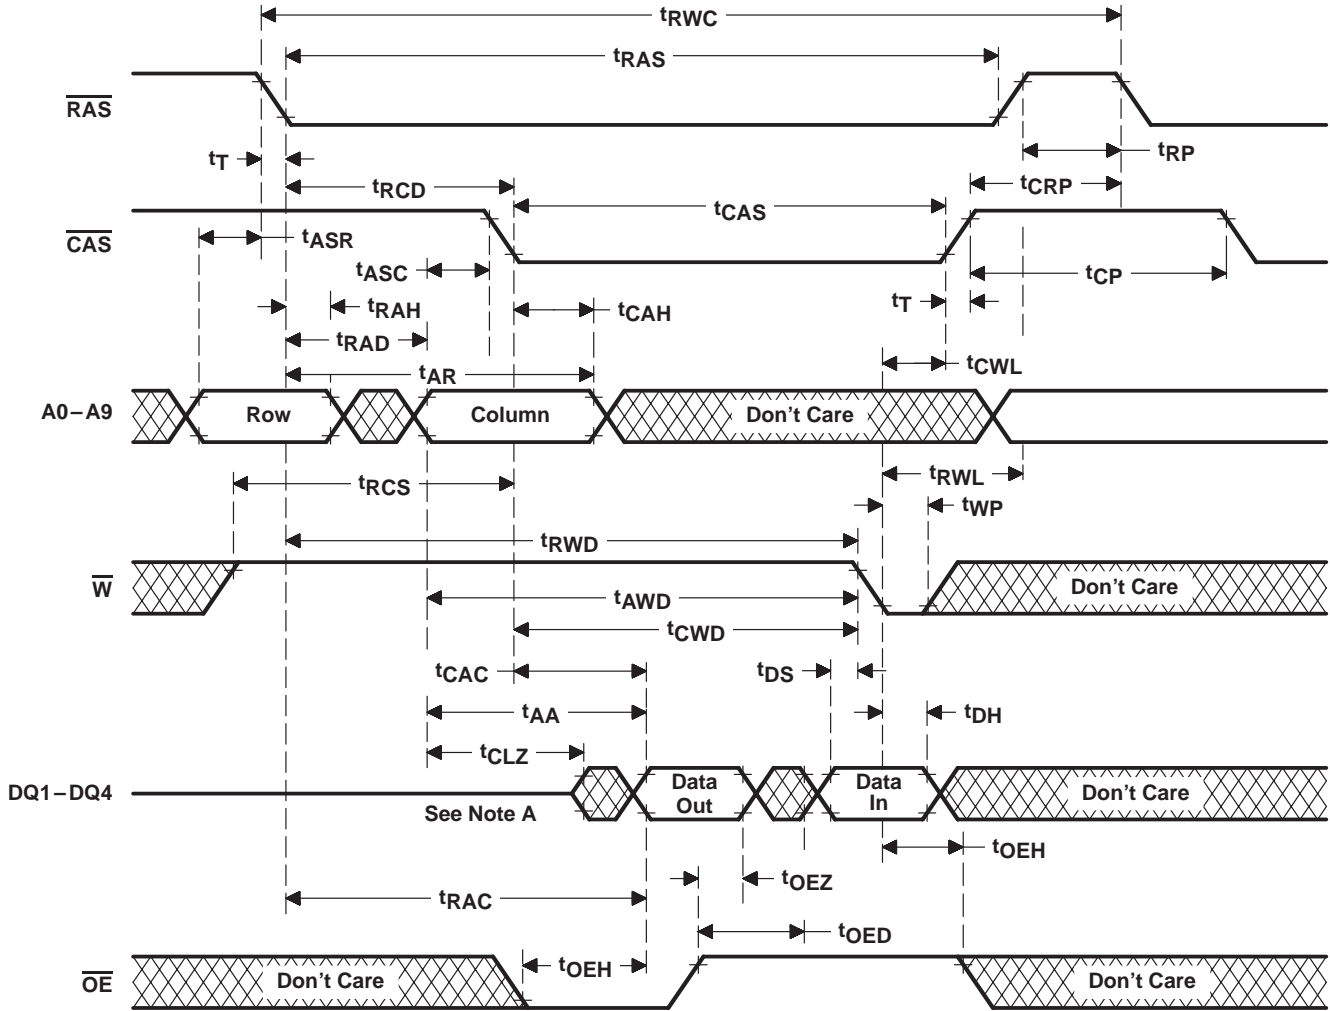 tRWC
tRAS
RAS
tT
tRP
tRCD
tCRP
tCAS
CAS
tASR
tASC
tCP
tT
tRAH
tCAH
tRAD
tCWL
tAR
A0–A9
Row
Column
Don't Care
tRCS
tRWL
tWP
tRWD
W
Don't Care
tAWD
tCWD
tCAC
tDS
tAA
tDH
tCLZ
DQ1–DQ4
See Note A
Data
Out
Data
In
Don't Care
tOEH
tOEZ
tRAC
tOED
tOEH
OE
Don't Care
Don't Care